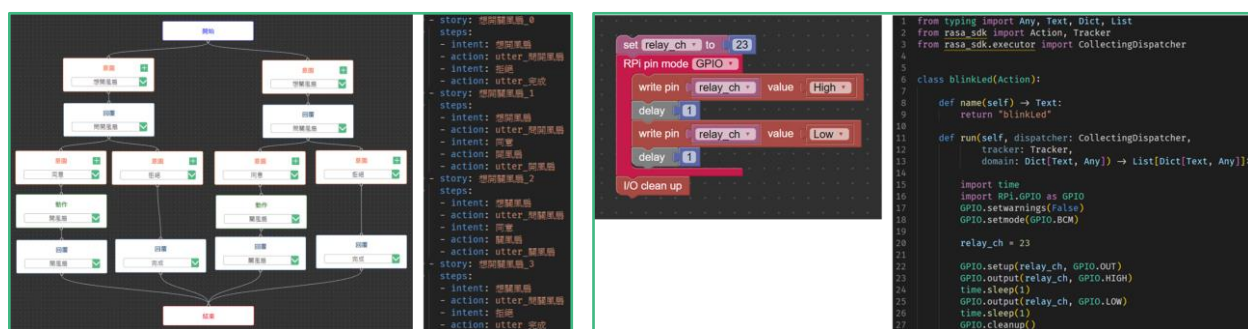 開始
意圖
想開風扇
意圖
想關風扇
回覆
問開風扇
回覆
問關風扇
意圖
同意
意圖
拒絕
意圖
同意
意圖
拒絕
動作
開風扇
動作
關風扇
回覆
開風扇
回覆
完成
回覆
關風扇
回覆
完成
結束
- story: 想開關風扇_0
steps:
- intent: 想開風扇
- action: utter_問開風扇
- intent: 拒絕
- action: utter_完成
- story: 想開關風扇_1
steps:
- intent: 想開風扇
- action: utter_問開風扇
- intent: 同意
- action: 開風扇
- action: utter_開風扇
- story: 想開關風扇_2
steps:
- intent: 想關風扇
- action: utter_問關風扇
- intent: 同意
- action: 關風扇
- action: utter_關風扇
- story: 想開關風扇_3
steps:
- intent: 想關風扇
- action: utter_問關風扇
- intent: 拒絕
- action: utter_完成
set relay_ch to 23
RPi pin mode GPIO
write pin relay_ch value High
delay 1
write pin relay_ch value Low
delay 1
I/O clean up
1 from typing import Any, Text, Dict, List
2 from rasa_sdk import Action, Tracker
3 from rasa_sdk.executor import CollectingDispatcher
4
5
6 class blinkLed(Action):
7
8 def name(self) → Text:
9 return "blinkLed"
10
11 def run(self, dispatcher: CollectingDispatcher,
12 tracker: Tracker,
13 domain: Dict[Text, Any]) → List[Dict[Text, Any]]:
14
15 import time
16 import RPi.GPIO as GPIO
17 GPIO.setwarnings(False)
18 GPIO.setmode(GPIO.BCM)
19
20 relay_ch = 23
21
22 GPIO.setup(relay_ch, GPIO.OUT)
23 GPIO.output(relay_ch, GPIO.HIGH)
24 time.sleep(1)
25 GPIO.output(relay_ch, GPIO.LOW)
26 time.sleep(1)
27 GPIO.cleanup()